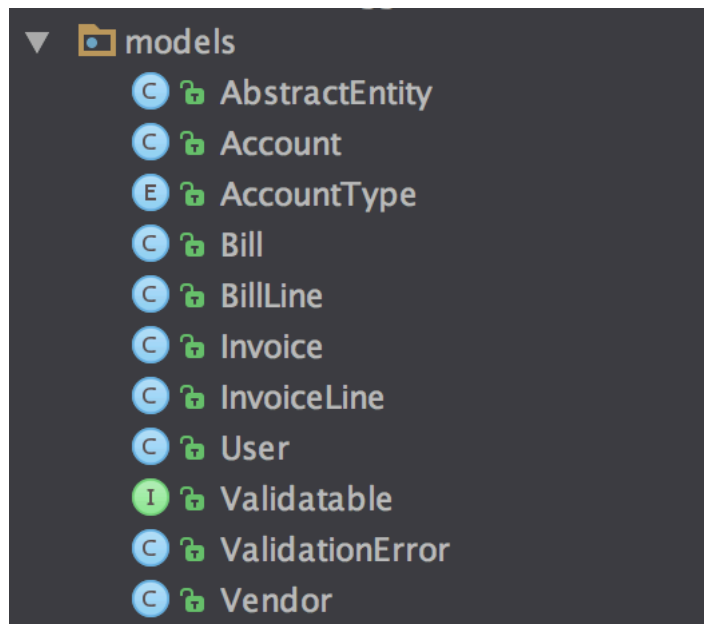 models
C AbstractEntity
C Account
E AccountType
C Bill
C BillLine
C Invoice
C InvoiceLine
C User
I Validatable
C ValidationError
C Vendor